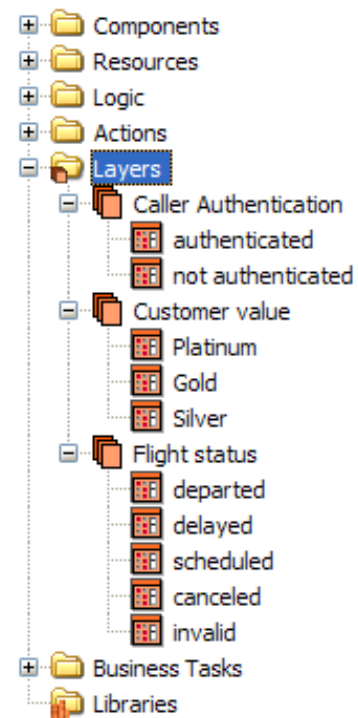 Components
Resources
Logic
Actions
Layers
Caller Authentication
authenticated
not authenticated
Customer value
Platinum
Gold
Silver
Flight status
departed
delayed
scheduled
canceled
invalid
Business Tasks
Libraries